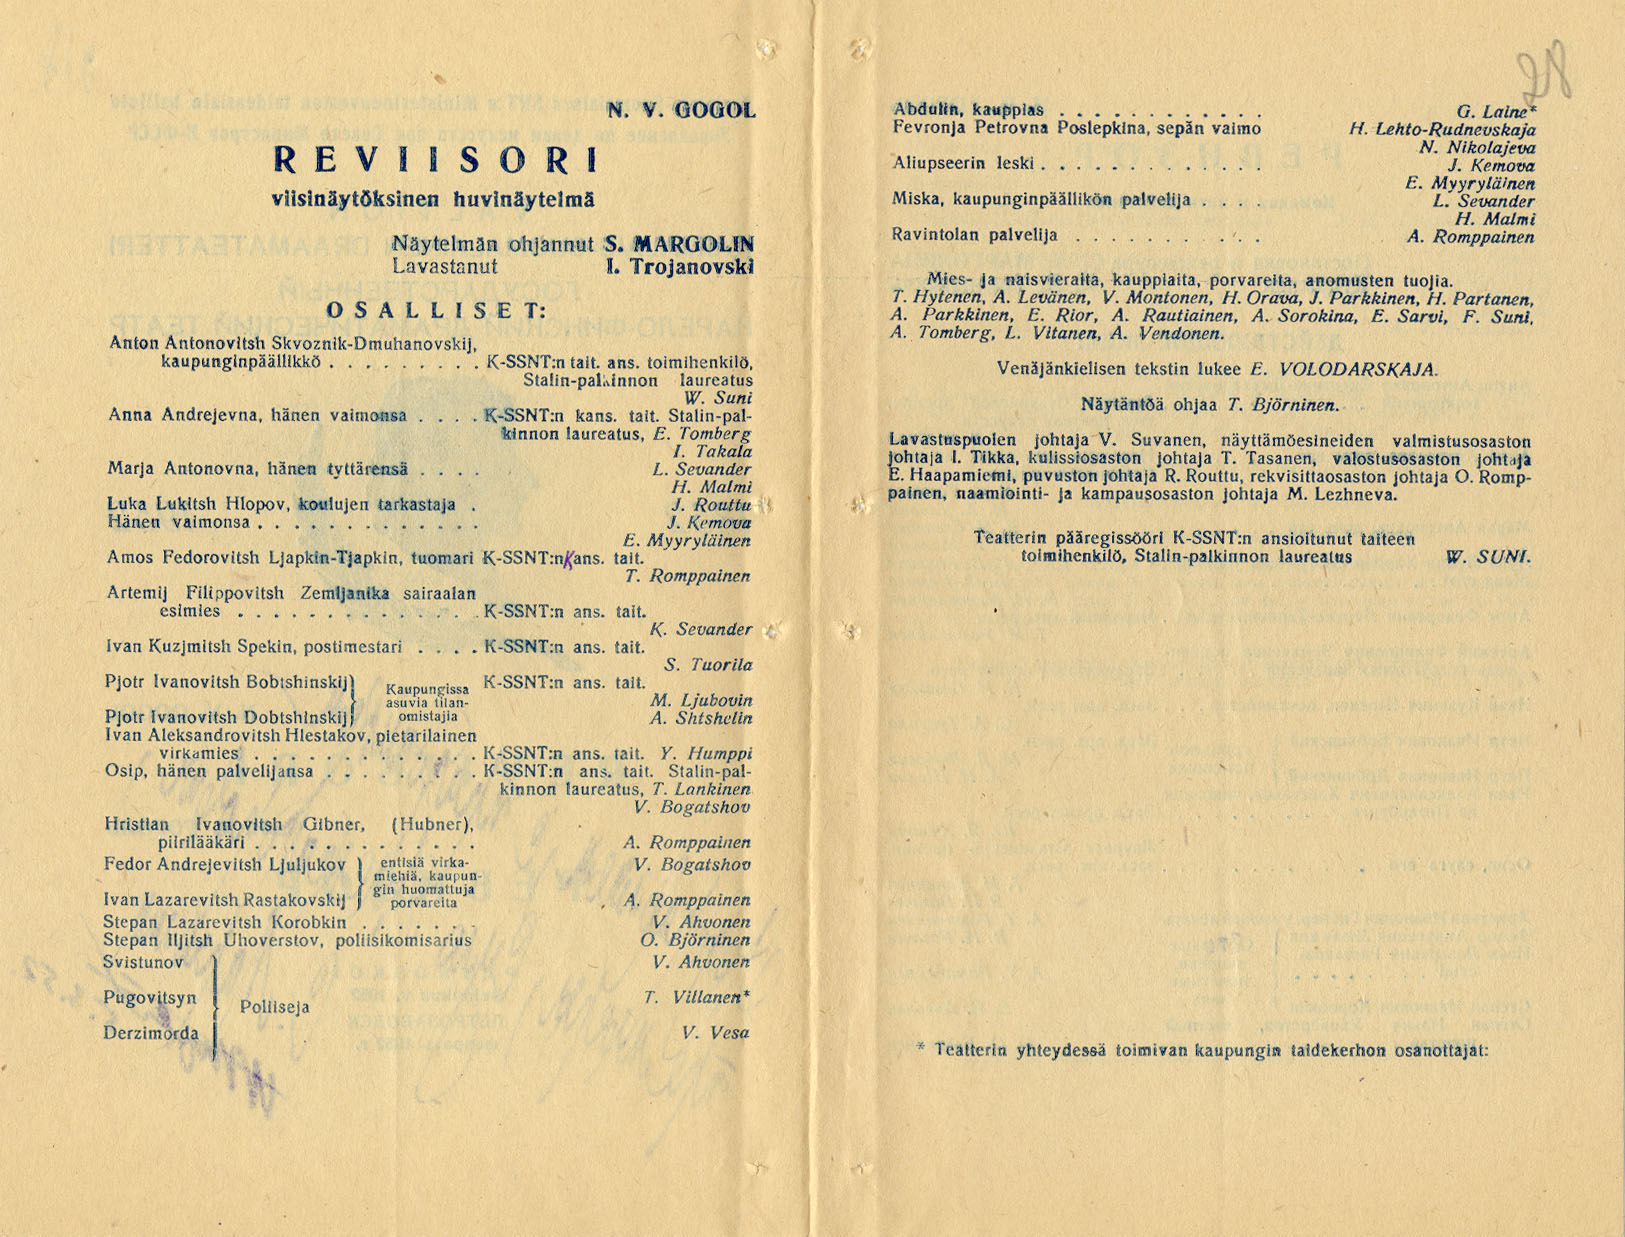 N. V. GOGOL
REVIISORI
viisinäytöksinen huvinäytelmä
Näytelmän ohjannut S. MARGOLIN
Lavastanut I. Trojanovski
OSALLISET:
Anton Antonovitsh Skvoznik-Dmuhanovskij,
kaupunginpäällikkö . . . . . . . . . K-SSNT:n tait. ans. toimihenkilö,
Stalin-palkinnon laureatus
W. Suni
Anna Andrejevna, hänen vaimonsa . . . . K-SSNT:n kans. tait. Stalin-pal-
kinnon laureatus, E. Tomberg
I. Takala
Marja Antonovna, hänen tyttärensä . . . . L. Sevander
H. Malmi
Luka Lukitsh Hlopov, koulujen tarkastaja . J. Routtu
Hänen vaimonsa . . . . . . . . . . . . . J. Kemova
E. Myyryläinen
Amos Fedorovitsh Ljapkin-Tjapkin, tuomari K-SSNT:n kans. tait.
T. Romppainen
Artemij Filippovitsh Zemljanika sairaalan
esimies . . . . . . . . . . . . . . K-SSNT:n ans. tait.
K. Sevander
Ivan Kuzjmitsh Spekin, postimestari . . . . K-SSNT:n ans. tait.
S. Tuorila
Pjotr Ivanovitsh Bobtshinskij } Kaupungissa K-SSNT:n ans. tait.
asuvia tilan- M. Ljubovin
Pjotr Ivanovitsh Dobtshinskij } omistajia A. Shtshelin
Ivan Aleksandrovitsh Hlestakov, pietarilainen
virkamies . . . . . . . . . . . . . K-SSNT:n ans. tait. Y. Humppi
Osip, hänen palvelijansa . . . . . . . . . K-SSNT:n ans. tait. Stalin-pal-
kinnon laureatus, T. Lankinen
V. Bogatshov
Hristian Ivanovitsh Gibner, (Hubner),
piirilääkäri . . . . . . . . . . . . . A. Romppainen
Fedor Andrejevitsh Ljuljukov } entisiä virka- V. Bogatshov
miehiä, kaupun-
gin huomattuja
Ivan Lazarevitsh Rastakovskij } porvareita A. Romppainen
Stepan Lazarevitsh Korobkin . . . . . . . V. Ahvonen
Stepan Iljitsh Uhoverstov, poliisikomisarius O. Björninen
Svistunov V. Ahvonen
Pugovitsyn } Poliiseja T. Villanen*
Derzimorda V. Vesa
28
Abdulin, kauppias . . . . . . . . . . . . G. Laine*
Fevronja Petrovna Poslepkina, sepän vaimo H. Lehto-Rudnevskaja
N. Nikolajeva
Aliupseerin leski . . . . . . . . . . . . . J. Kemova
E. Myyryläinen
Miska, kaupunginpäällikön palvelija . . . . L. Sevander
H. Malmi
Ravintolan palvelija . . . . . . . . . . . A. Romppainen
Mies- ja naisvieraita, kauppiaita, porvareita, anomusten tuojia.
T. Hytenen, A. Levänen, V. Montonen, H. Orava, J. Parkkinen, H. Partanen,
A. Parkkinen, E. Rior, A. Rautiainen, A. Sorokina, E. Sarvi, F. Suni,
A. Tomberg, L. Vitanen, A. Vendonen.
Venäjänkielisen tekstin lukee E. VOLODARSKAJA.
Näytäntöä ohjaa T. Björninen.
Lavastuspuolen johtaja V. Suvanen, näyttämöesineiden valmistusosaston
johtaja I. Tikka, kulissiosaston johtaja T. Tasanen, valostusosaston johtaja
E. Haapamiemi, puvuston johtaja R. Routtu, rekvisittaosaston johtaja O. Romp-
painen, naamiointi- ja kampausosaston johtaja M. Lezhneva.
Teatterin pääregissööri K-SSNT:n ansioitunut taiteen
toimihenkilö, Stalin-palkinnon laureatus W. SUNI.
* Teatterin yhteydessä toimivan kaupungin taidekerhon osanottajat: